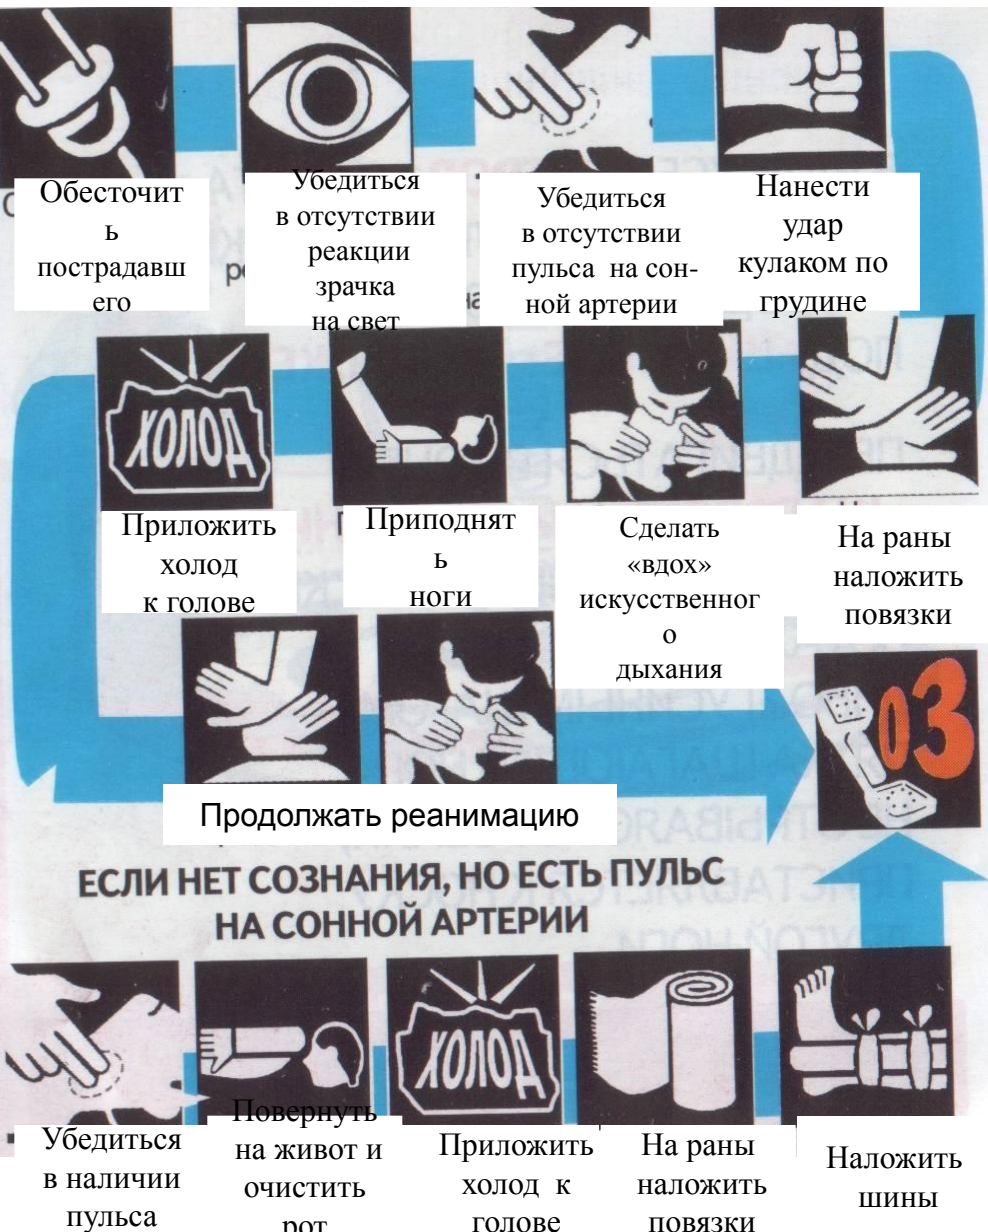 Обесточит
ь
пострадавш
его
Убедиться
в отсутствии
реакции
зрачка
на свет
Убедиться
в отсутствии
пульса на сон-
ной артерии
Нанести
удар
кулаком по
грудине
ХОЛОД
Приложить
холод
к голове
Приподнят
ь
ноги
Сделать
«вдох»
искусственног
о
дыхания
На раны
наложить
повязки
03
Продолжать реанимацию
ЕСЛИ НЕТ СОЗНАНИЯ, НО ЕСТЬ ПУЛЬС
НА СОННОЙ АРТЕРИИ
ХОЛОД
Убедиться
в наличии
пульса
Повернуть
на живот и
очистить
рот
Приложить
холод к
голове
На раны
наложить
повязки
Наложить
шины